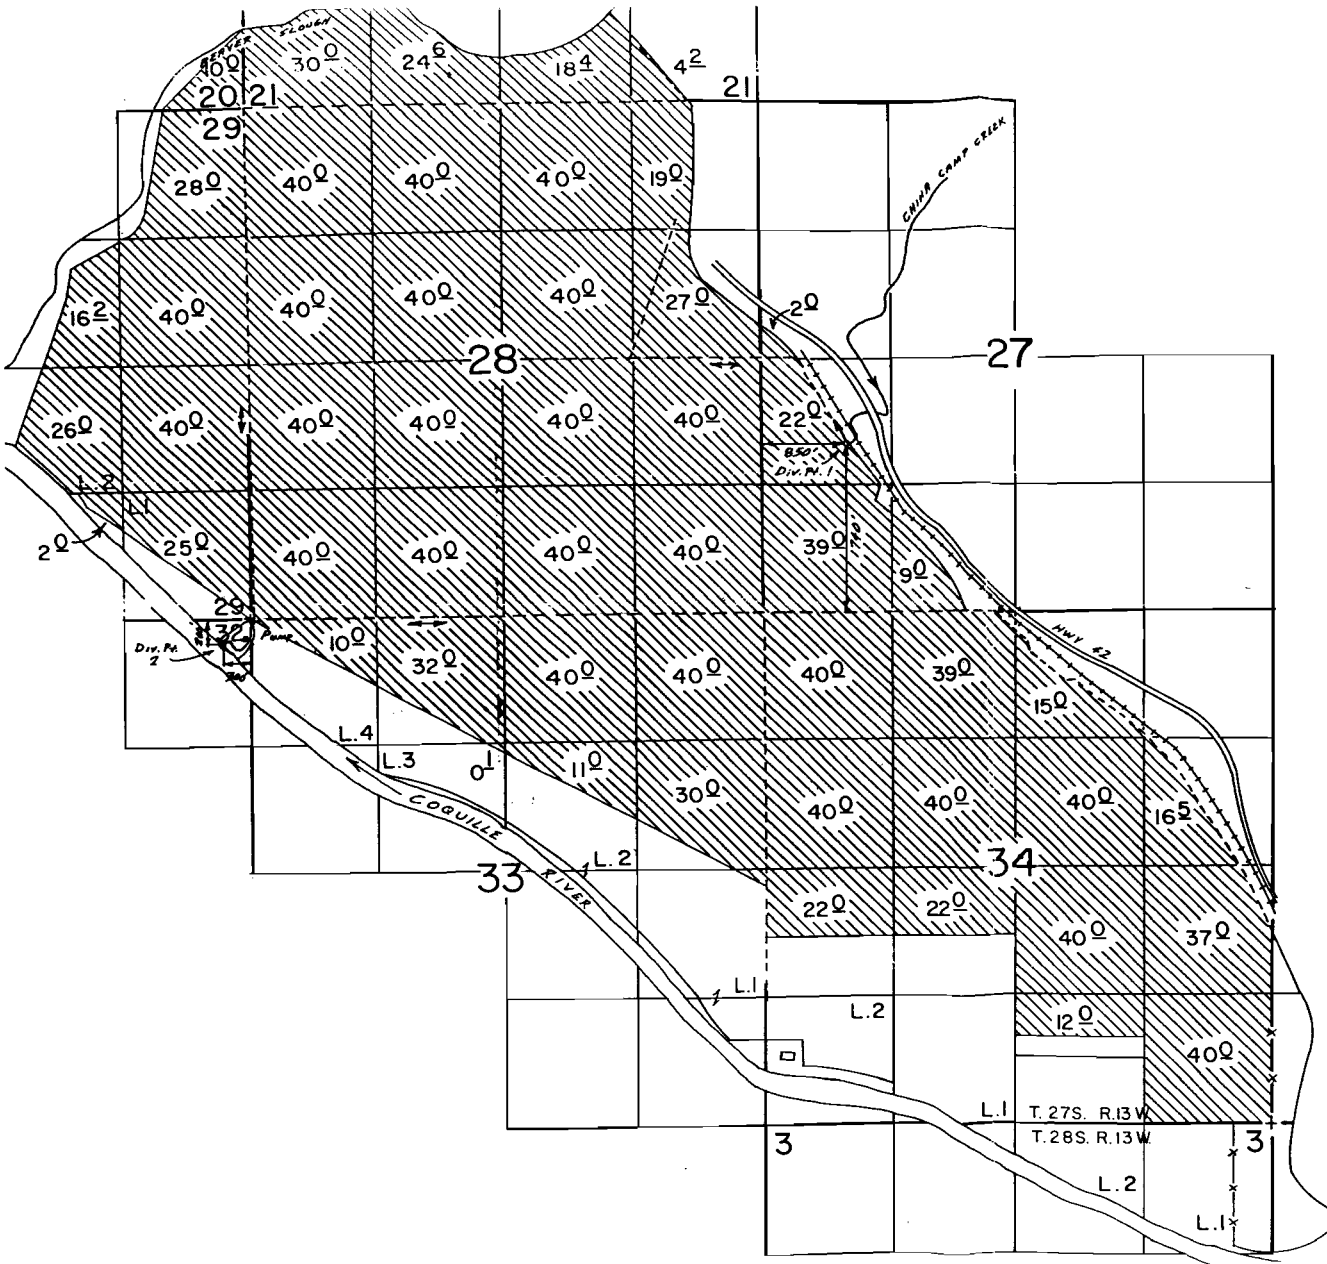 BEAVER SLOUGH
10 0 30 0 24 6 18 4 4 2
20 21 21
29
28 0 40 0 40 0 40 0 19 0
CHINA CAMP CREEK
16 2 40 0 40 0 40 0 40 0 27 0 2 0
28 27
26 0 40 0 40 0 40 0 40 0 40 0 22 0
850'
Div. Pt. 1
L.2
L.1
2 0 25 0 40 0 40 0 40 0 40 0 39 0 9 0
29
32
Pump
Div. Pt. 2
10 0 32 0 40 0 40 0 40 0 39 0 15 0
HWY 42
L.4
L.3
0 1 11 0 30 0 40 0 40 0 40 0 16 5
COQUILLE RIVER
33 L.2 34
22 0 22 0 40 0 37 0
L.1 L.2 12 0
40 0
L.1 T. 27S. R.13W.
T. 28S. R.13W.
3 3
L.2
L.1